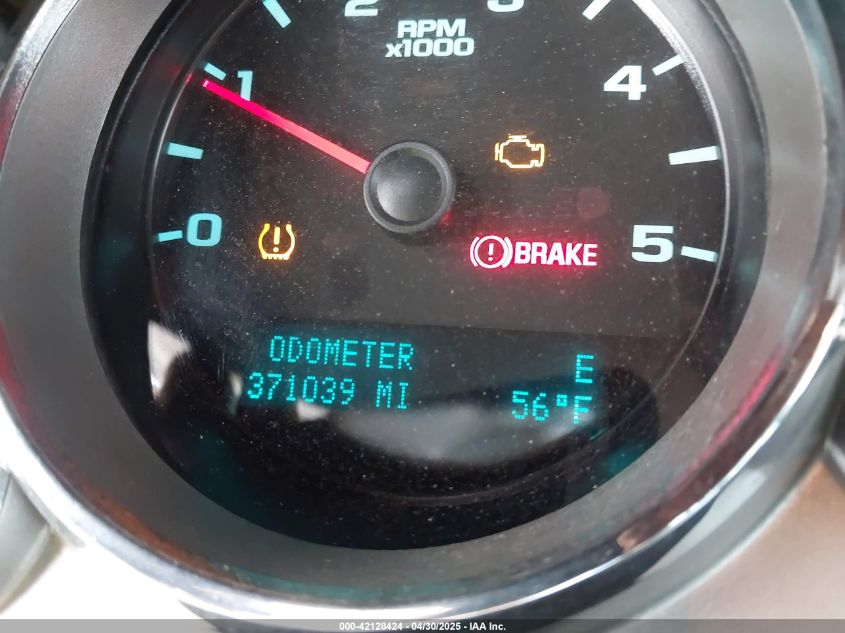 2 3
RPM
x1000
1 4
0 5
BRAKE
ODOMETER E
371039 MI 56°F
000-42128424 - 04/30/2025 - IAA Inc.